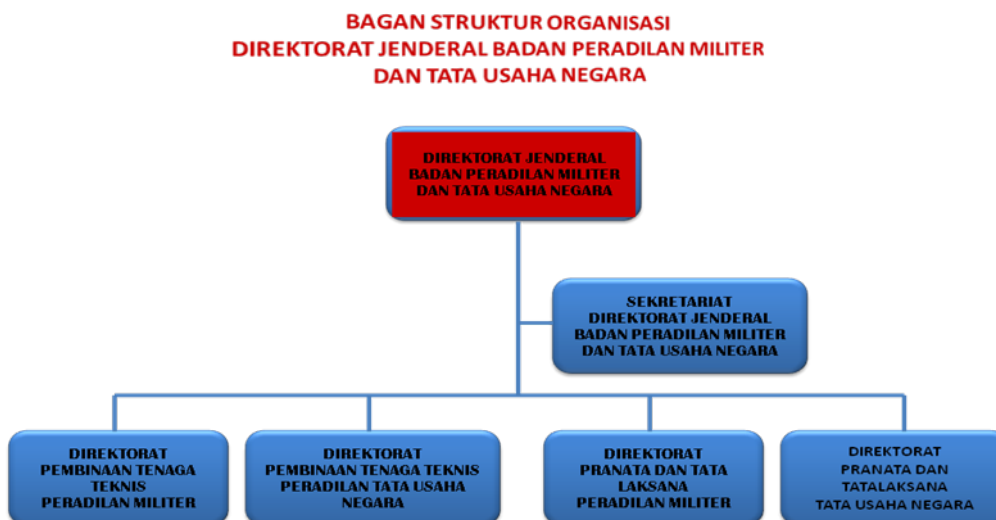 BAGAN STRUKTUR ORGANISASI
DIREKTORAT JENDERAL BADAN PERADILAN MILITER
DAN TATA USAHA NEGARA
DIREKTORAT JENDERAL
BADAN PERADILAN MILITER
DAN TATA USAHA NEGARA
SEKRETARIAT
DIREKTORAT JENDERAL
BADAN PERADILAN MILITER
DAN TATA USAHA NEGARA
DIREKTORAT
PEMBINAAN TENAGA
TEKNIS
PERADILAN MILITER
DIREKTORAT
PEMBINAAN TENAGA TEKNIS
PERADILAN TATA USAHA
NEGARA
DIREKTORAT
PRANATA DAN TATA
LAKSANA
PERADILAN MILITER
DIREKTORAT
PRANATA DAN
TATALAKSANA
TATA USAHA NEGARA